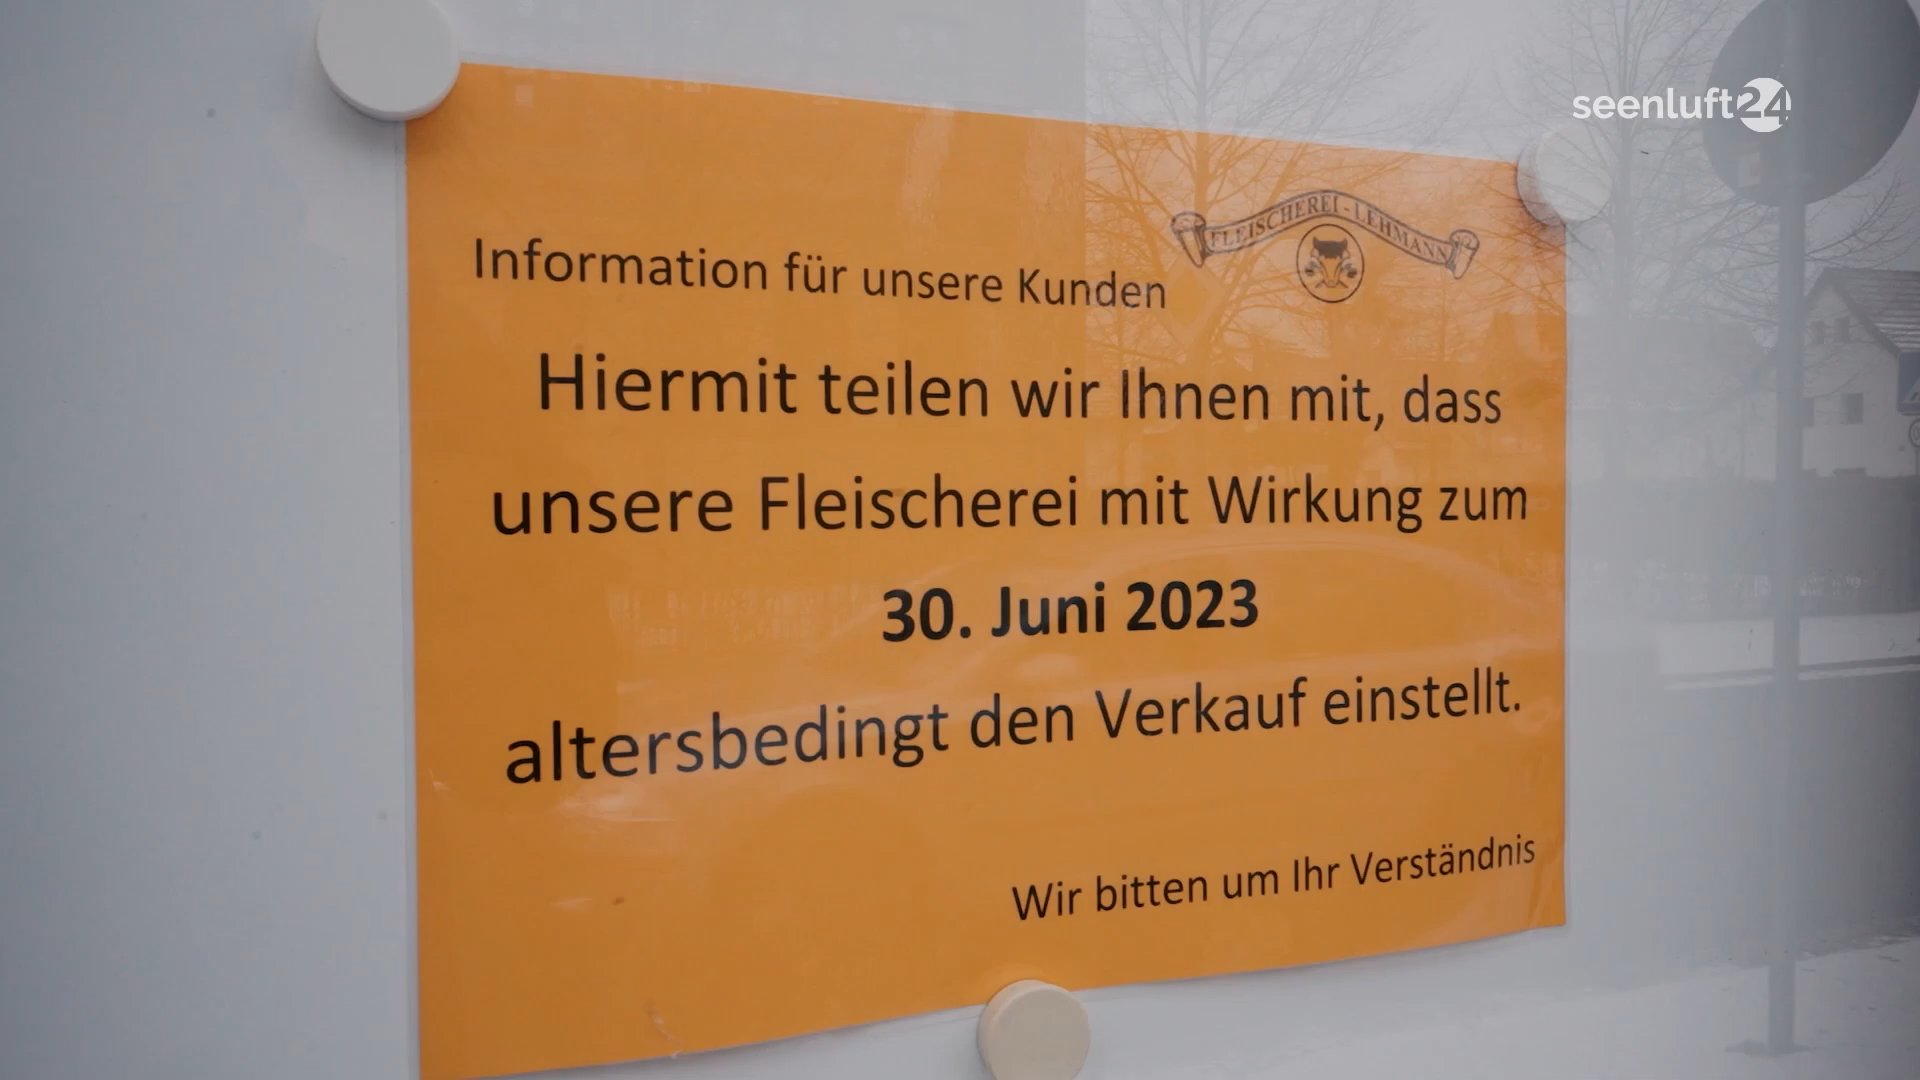 seenluft24
FLEISCHEREI-LEHMANN
Information für unsere Kunden
Hiermit teilen wir Ihnen mit, dass
unsere Fleischerei mit Wirkung zum
30. Juni 2023
altersbedingt den Verkauf einstellt.
Wir bitten um Ihr Verständnis